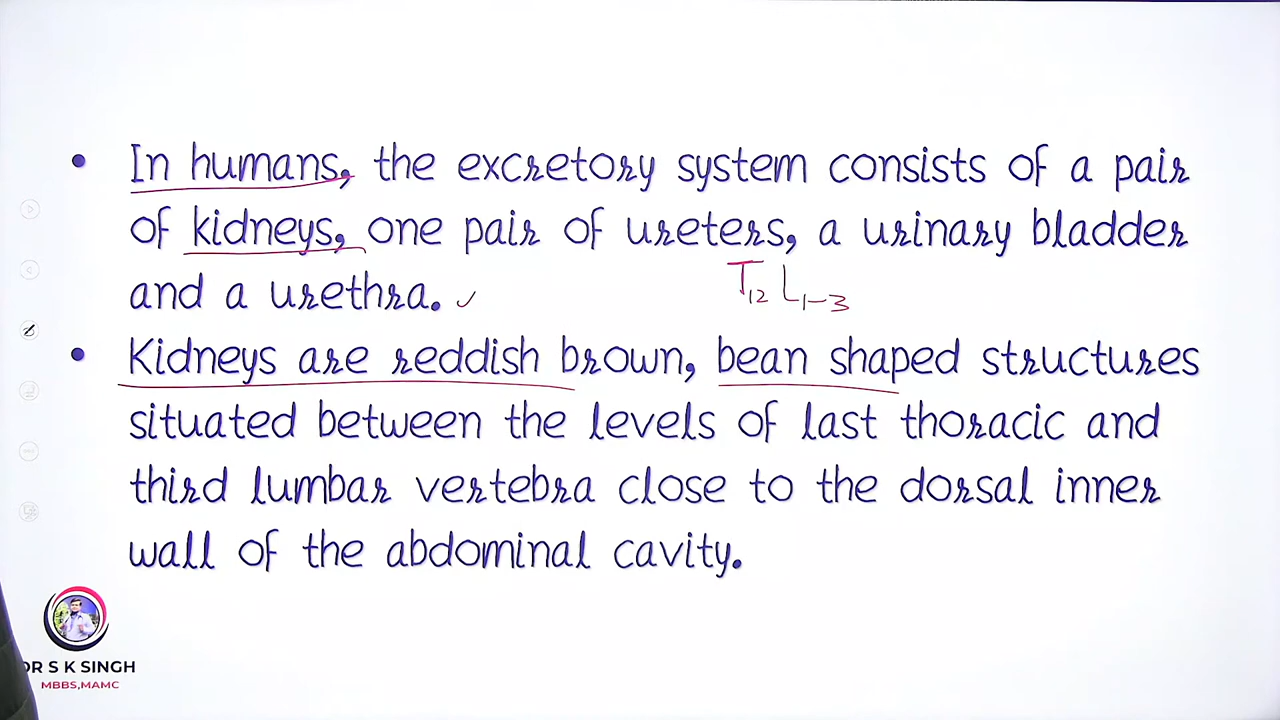 • In humans, the excretory system consists of a pair
of kidneys, one pair of ureters, a urinary bladder
and a urethra.
T12 L1-3
• Kidneys are reddish brown, bean shaped structures
situated between the levels of last thoracic and
third lumbar vertebra close to the dorsal inner
wall of the abdominal cavity.
DR S K SINGH
MBBS,MAMC